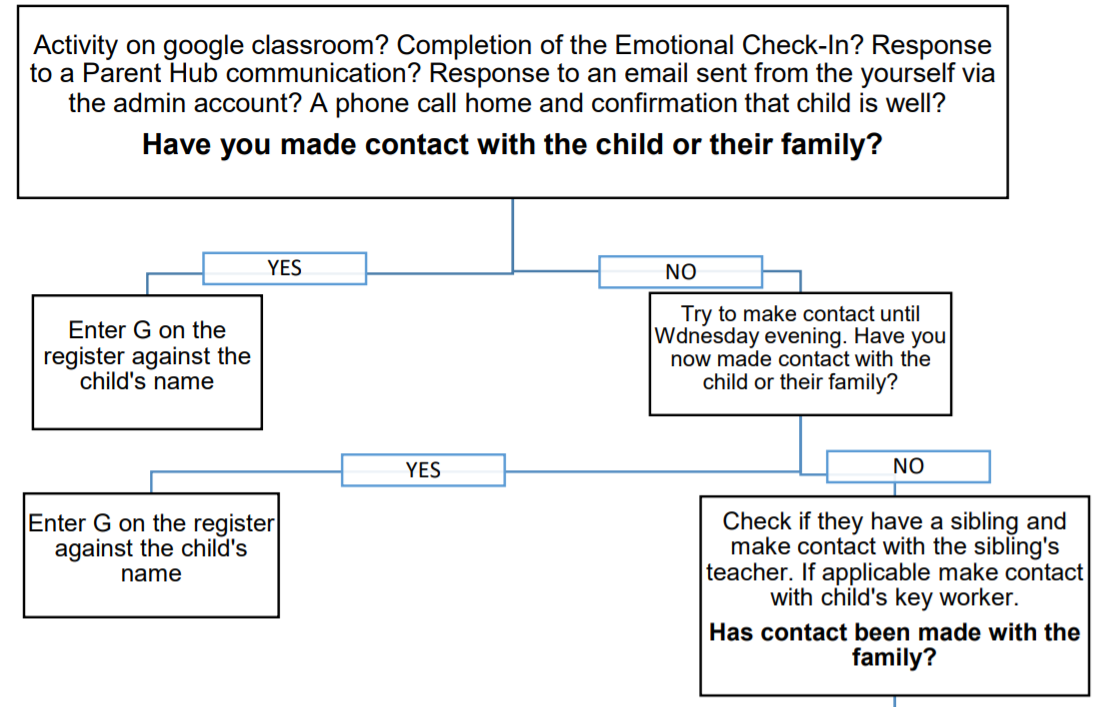 Activity on google classroom? Completion of the Emotional Check-In? Response
to a Parent Hub communication? Response to an email sent from the yourself via
the admin account? A phone call home and confirmation that child is well?
Have you made contact with the child or their family?
YES
NO
Enter G on the
register against the
child's name
Try to make contact until
Wdnesday evening. Have you
now made contact with the
child or their family?
YES
NO
Enter G on the register
against the child's
name
Check if they have a sibling and
make contact with the sibling's
teacher. If applicable make contact
with child's key worker.
Has contact been made with the
family?